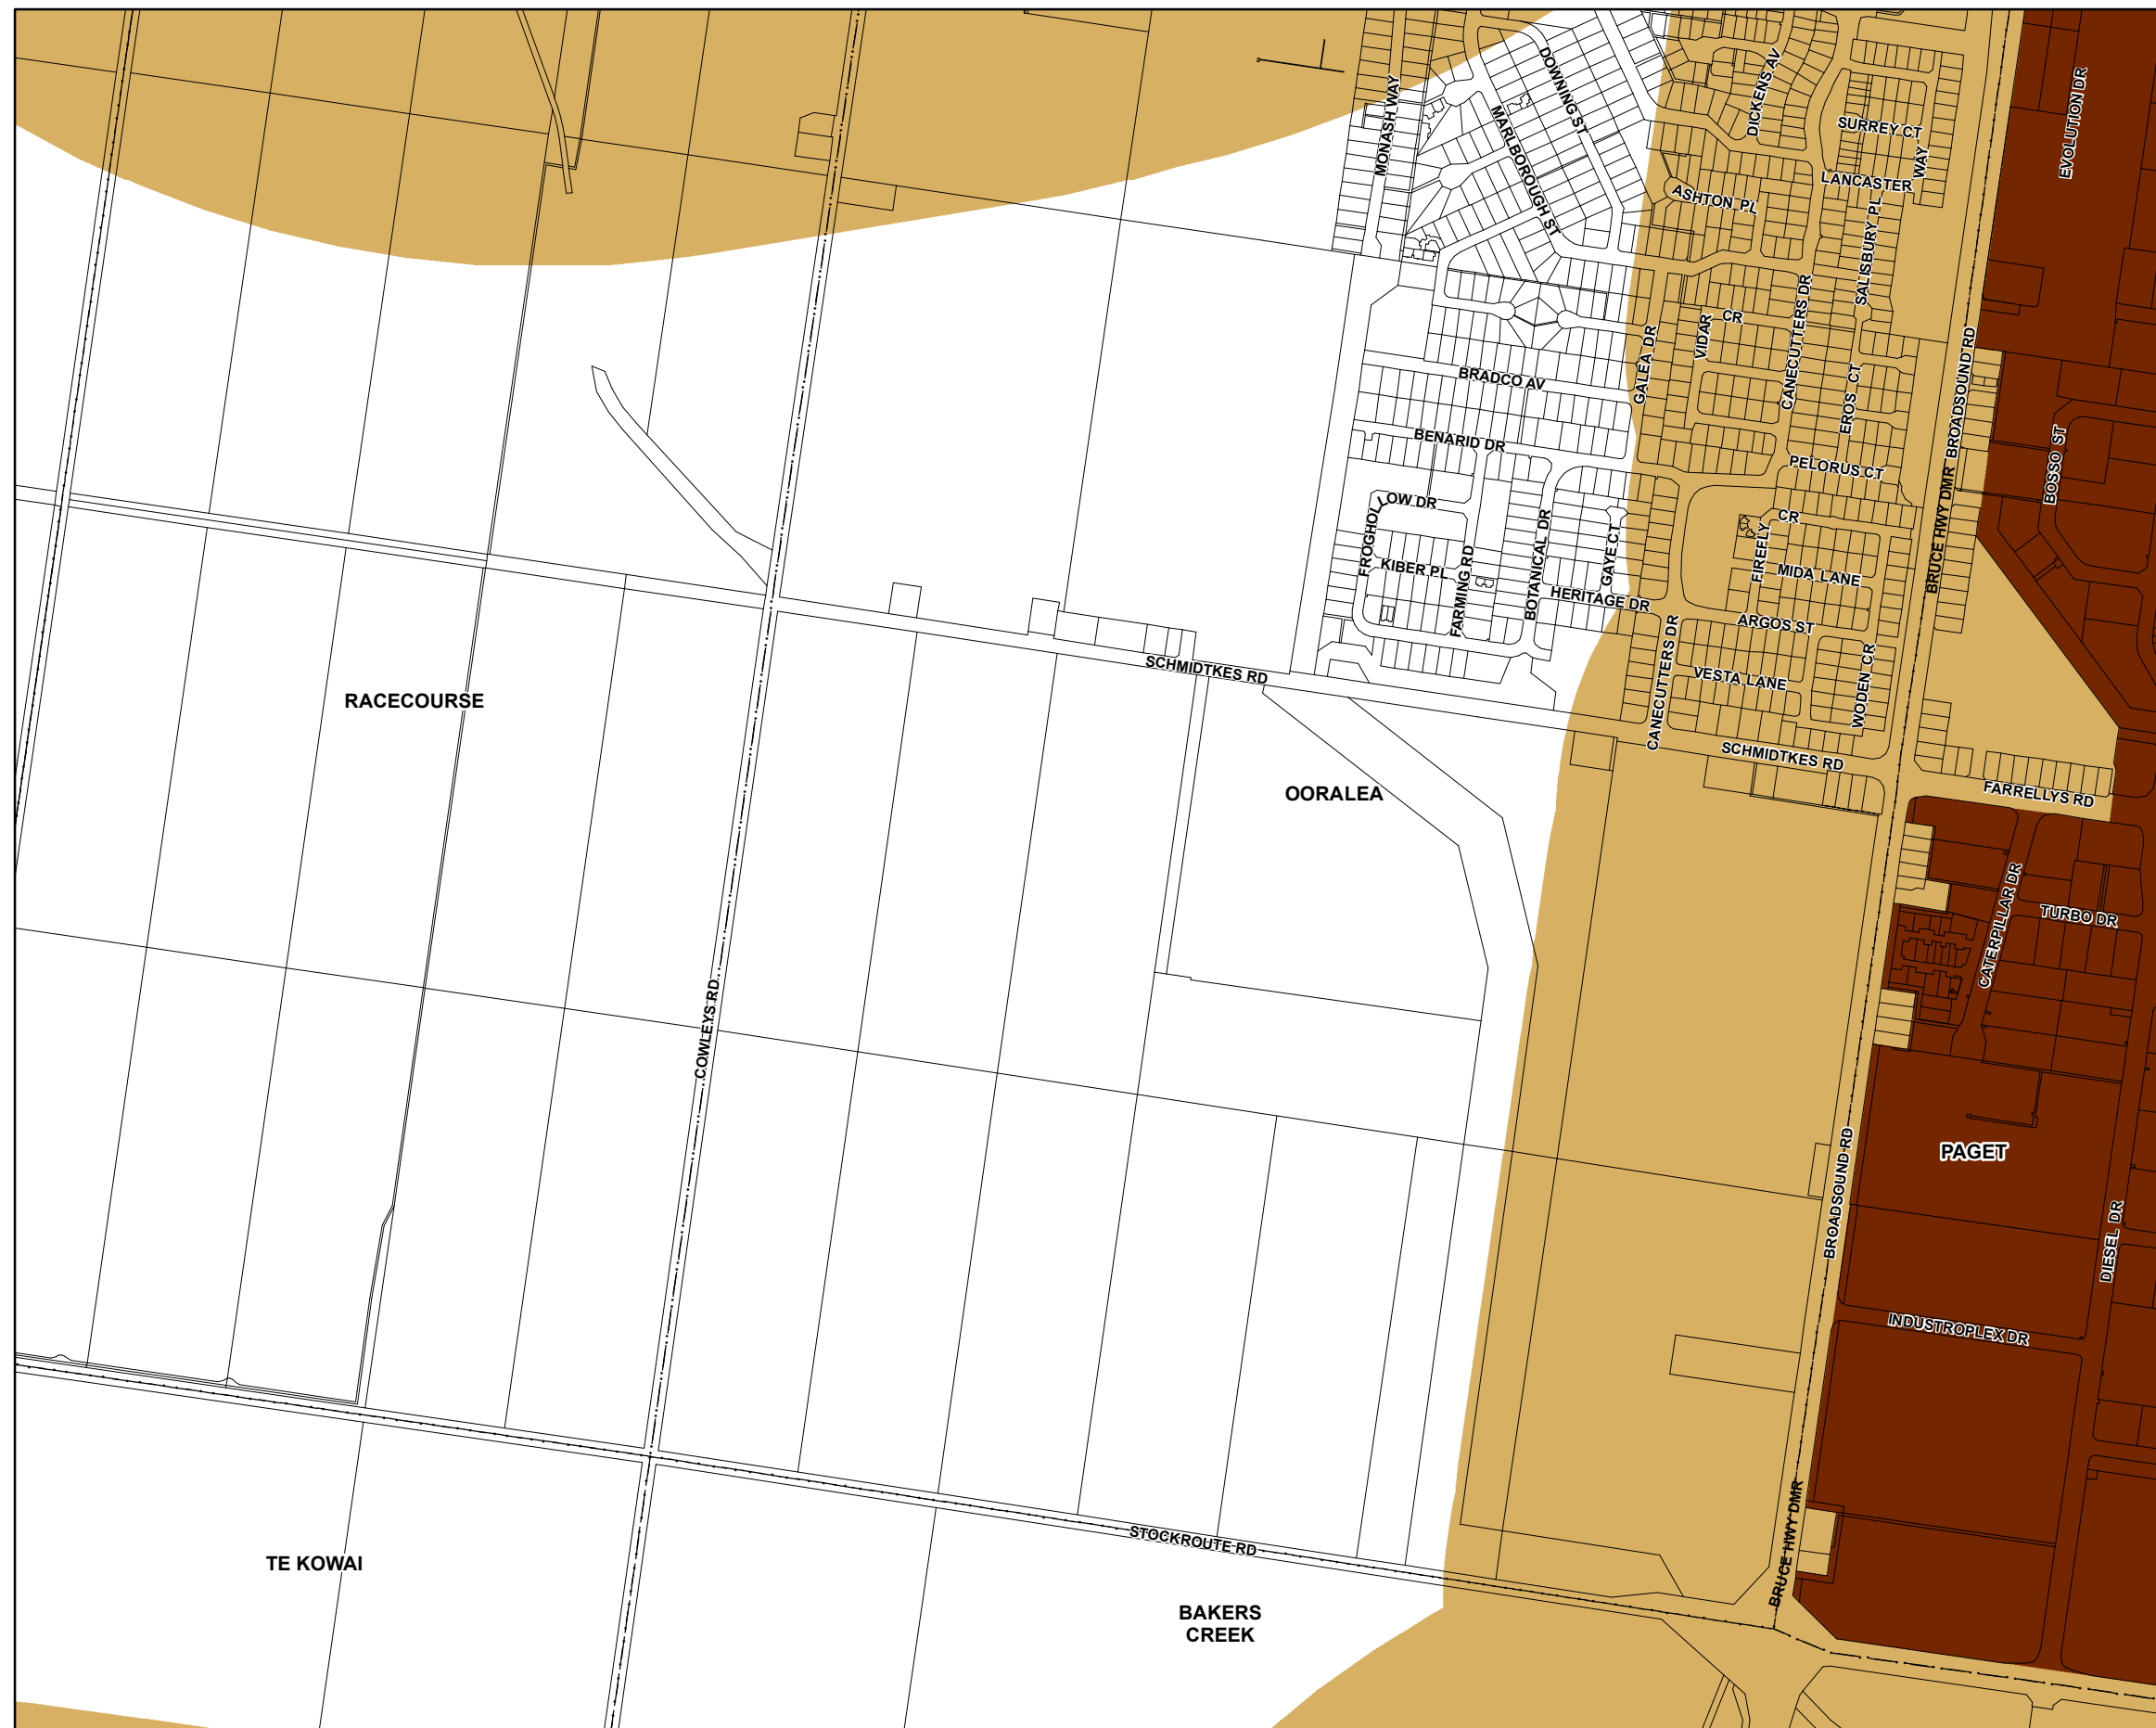 EVOLUTION DR
DICKENS AV
DOWNING ST
MONASH WAY
SURREY CT
MARLBOROUGH ST
LANCASTER WAY
ASHTON PL
SALISBURY PL
VIDAR CR
CANECUTTERS DR
GALEA DR
BROADSOUND RD
BRADCO AV
EROS CT
BENARID DR
PELORUS CT
BOSSO ST
FROGHOLLOW DR
BRUCE HWY DMR
FIREFLY CR
BOTANICAL DR
GAYE CT
KIBER PL
FARMING RD
MIDA LANE
HERITAGE DR
ARGOS ST
SCHMIDTKES RD
CANECUTTERS DR
VESTA LANE
WODEN CR
RACECOURSE
SCHMIDTKES RD
OORALEA
FARRELLYS RD
CATERPILLAR DR
TURBO DR
COWLEYS RD
PAGET
BROADSOUND RD
DIESEL DR
INDUSTROPLEX DR
STOCKROUTE RD
BRUCE HWY DMR
TE KOWAI
BAKERS
CREEK